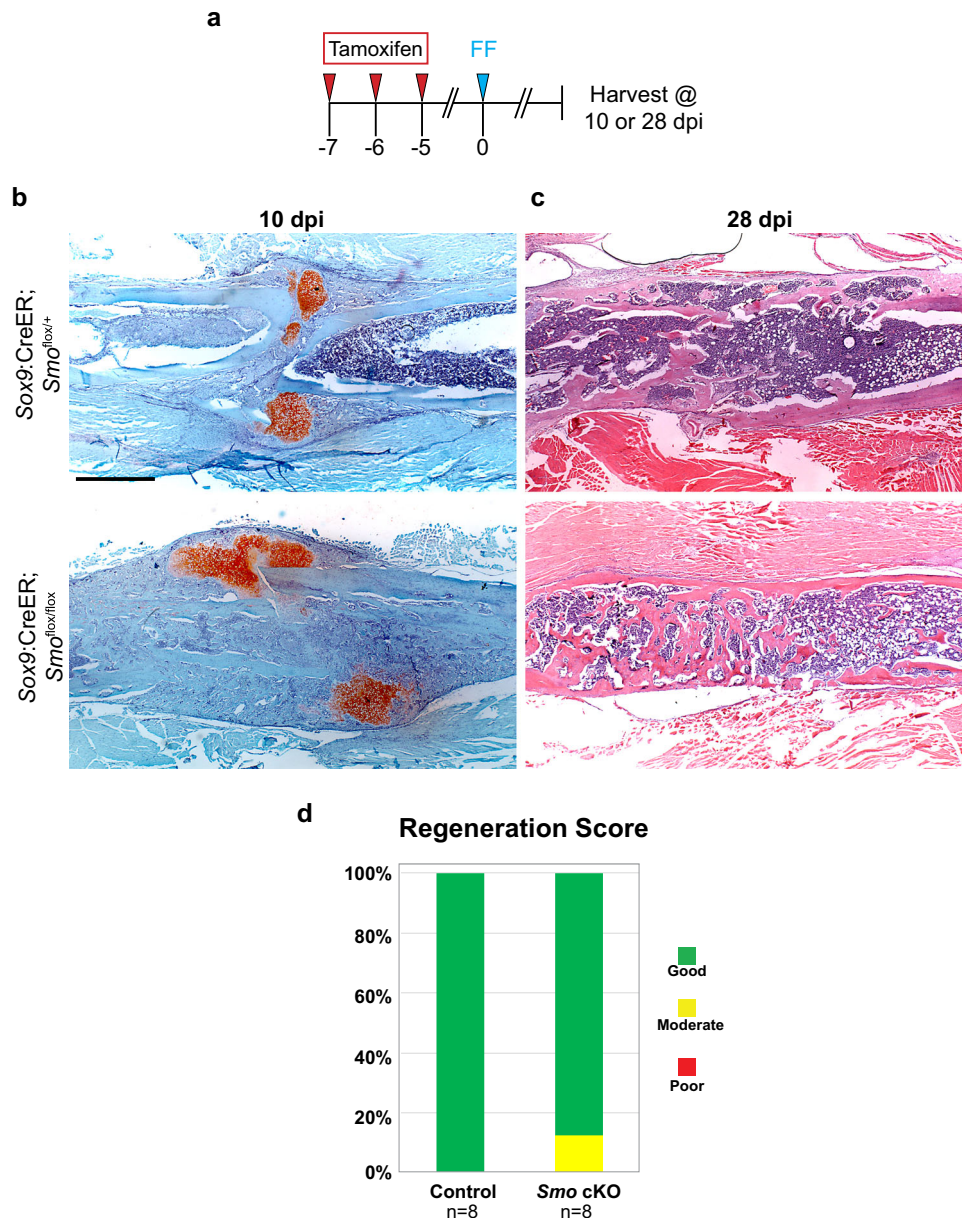 a
Tamoxifen
FF
Harvest @
10 or 28 dpi
-7
-6
-5
0
b
c
10 dpi
28 dpi
Sox9:CreER;
Smoflox/+
Sox9:CreER;
Smoflox/flox
d
Regeneration Score
100%
80%
60%
40%
20%
0%
Good
Moderate
Poor
Control
n=8
Smo cKO
n=8